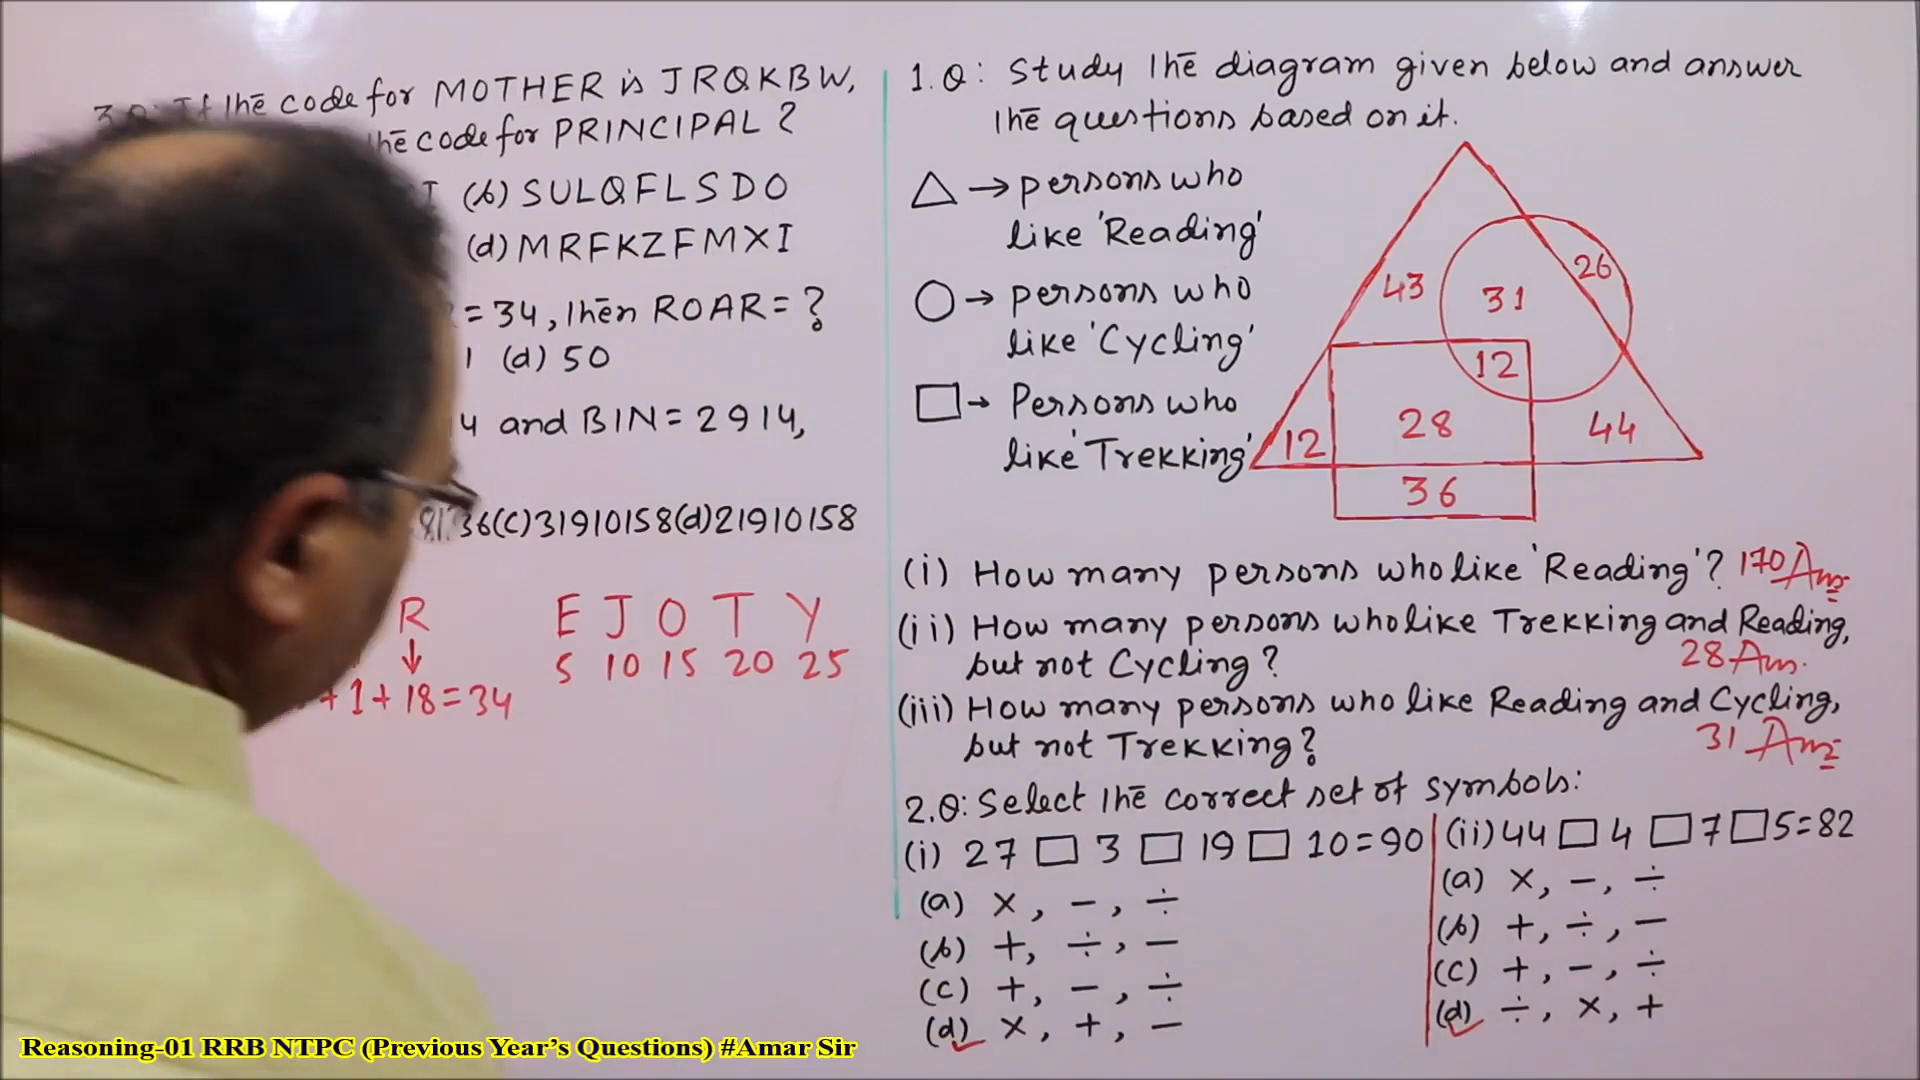 3.Q: If the code for MOTHER is JRQKBW,
the code for PRINCIPAL?
(b) SULQFLSDO
(d) MRFKZFMXI
= 34, then ROAR = ?
(d) 50
4 and BIN = 2914,
36(c)31910158(d)21910158
R
↓
+ 1 + 18 = 34
E J O T Y
5 10 15 20 25
1.Q: Study the diagram given below and answer
the questions based on it.
△ → persons who
like 'Reading'
○ → persons who
like 'Cycling'
□ → Persons who
like 'Trekking'
43
31
26
12
12
28
44
36
(i) How many persons who like 'Reading'? 170 Ans
(ii) How many persons who like Trekking and Reading,
but not Cycling? 28 Ans.
(iii) How many persons who like Reading and Cycling,
but not Trekking? 31 Ans
2.Q: Select the correct set of symbols:
(i) 27 □ 3 □ 19 □ 10 = 90
(a) ×, −, ÷
(b) +, ÷, −
(c) +, −, ÷
(d) ×, +, −
(ii) 44 □ 4 □ 7 □ 5 = 82
(a) ×, −, ÷
(b) +, ÷, −
(c) +, −, ÷
(d) ÷, ×, +
Reasoning-01 RRB NTPC (Previous Year's Questions) #Amar Sir